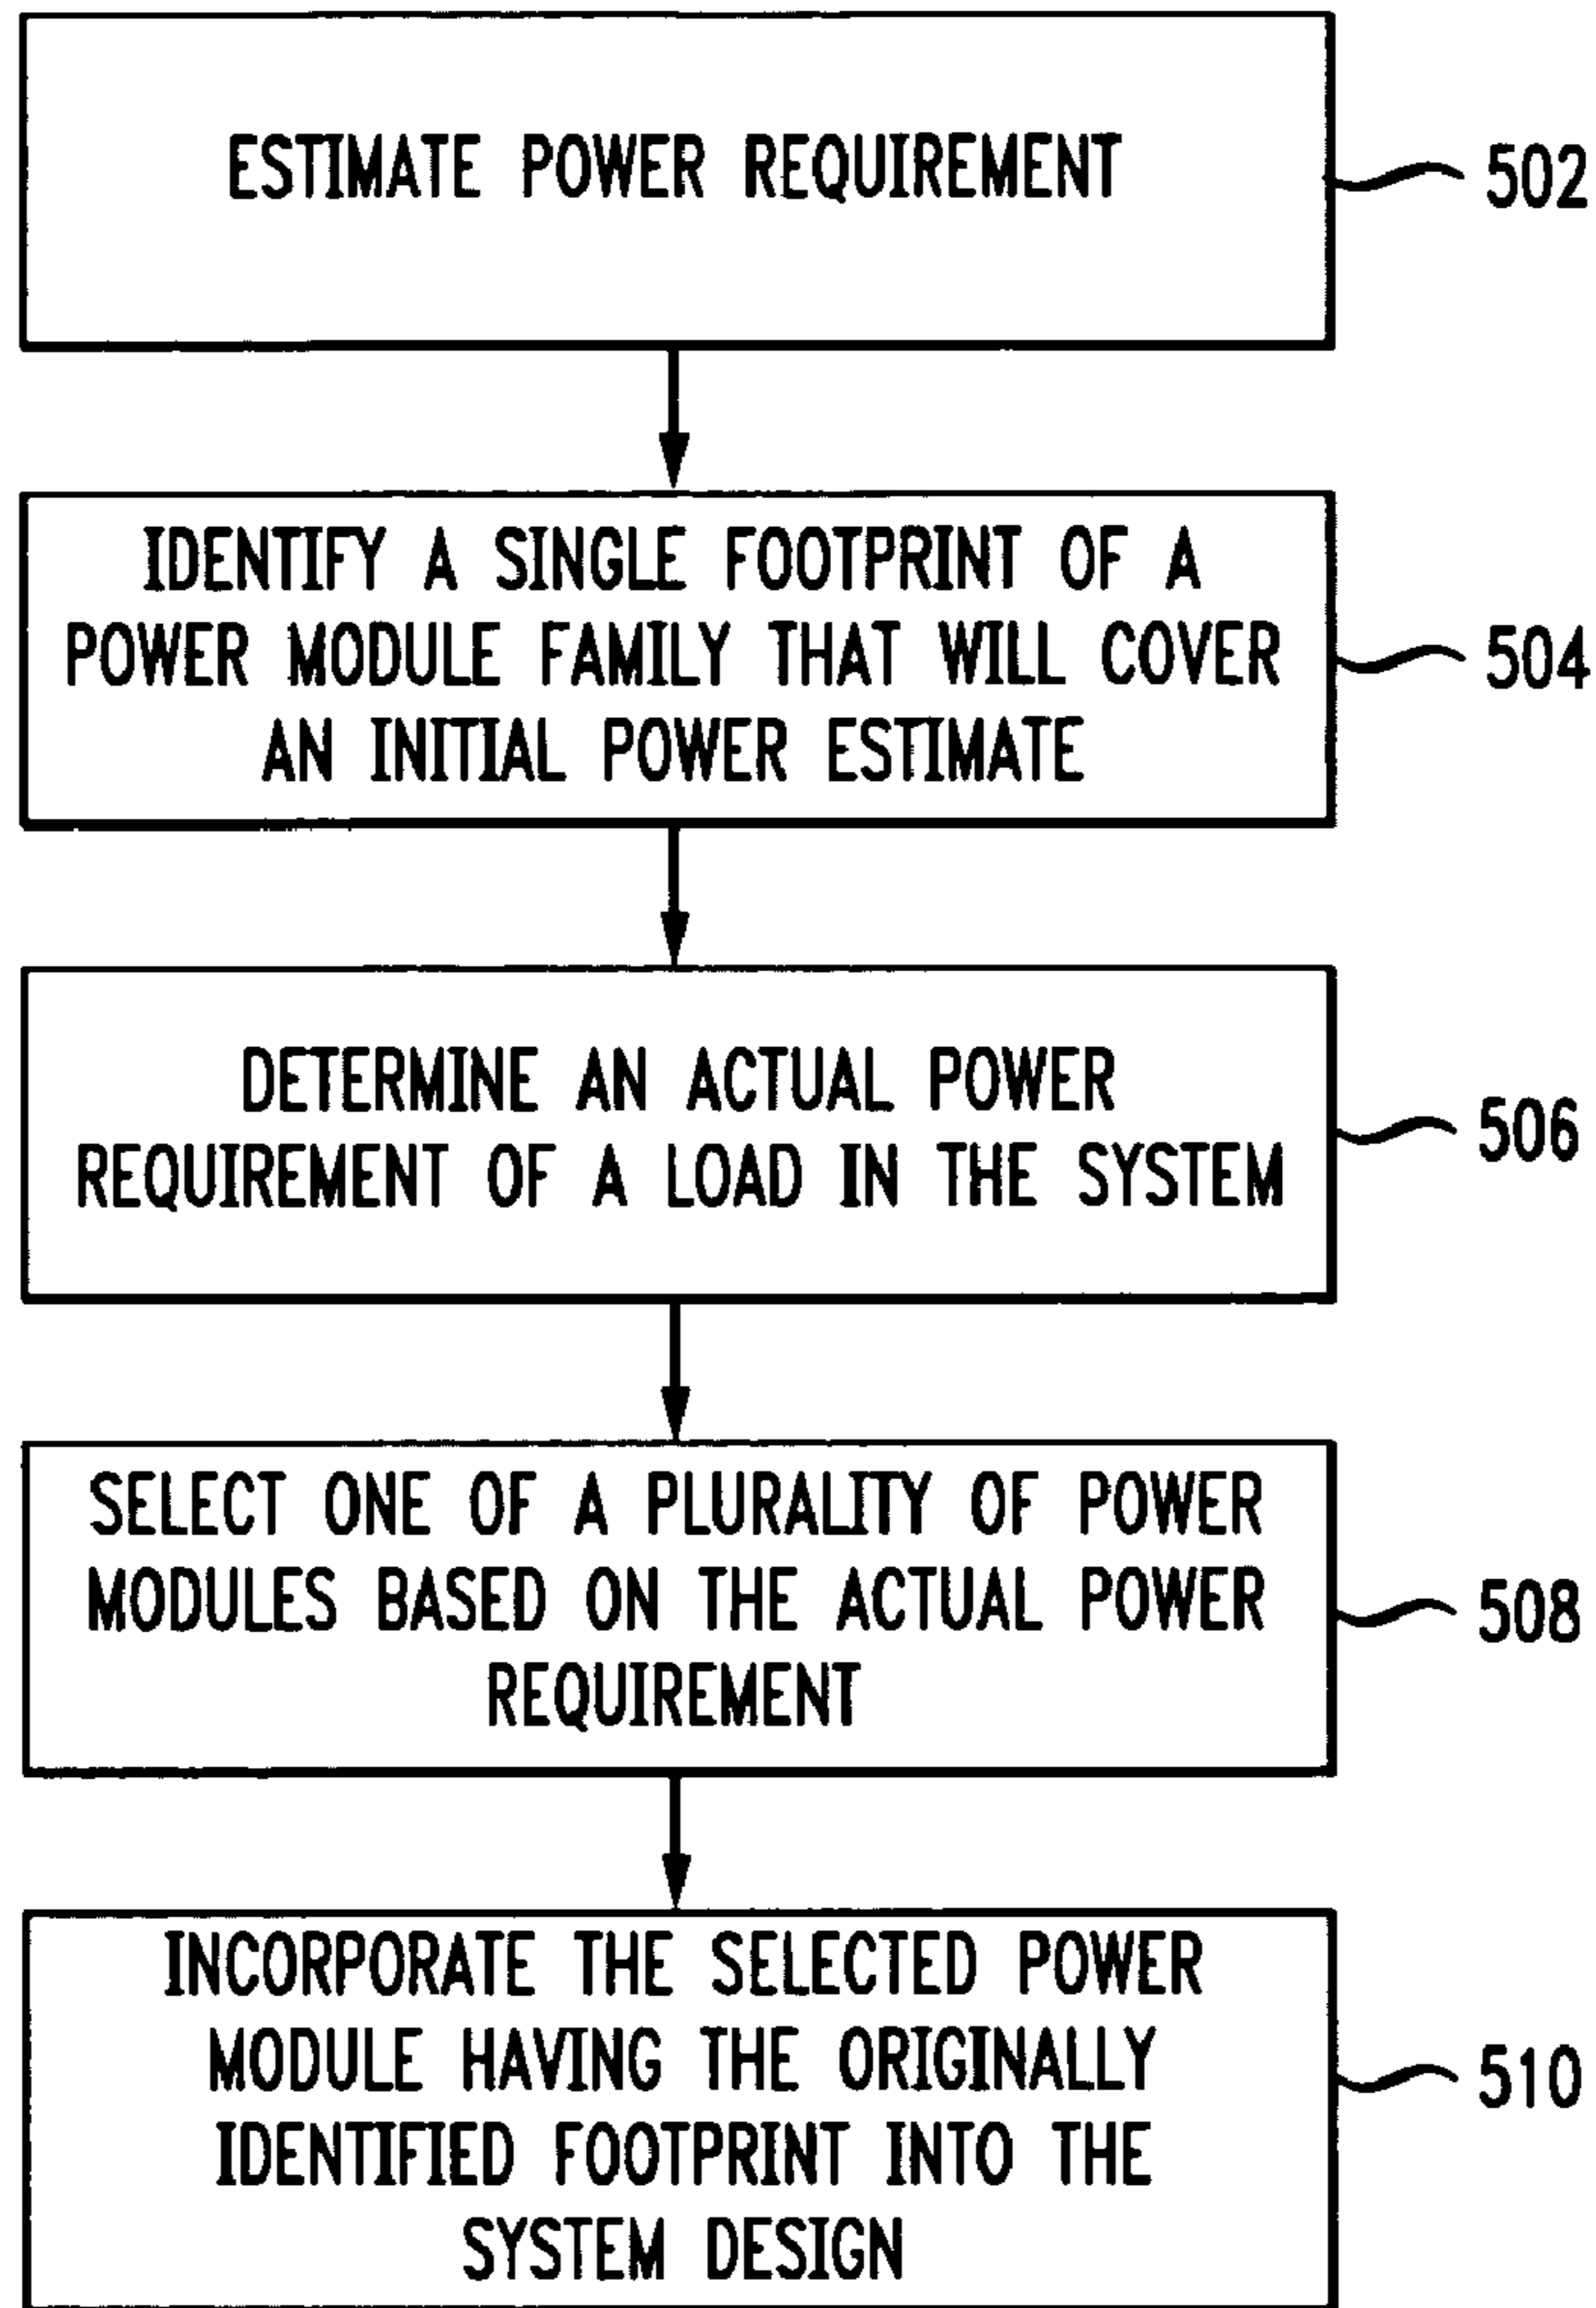 ESTIMATE POWER REQUIREMENT
502
IDENTIFY A SINGLE FOOTPRINT OF A
POWER MODULE FAMILY THAT WILL COVER
AN INITIAL POWER ESTIMATE
504
DETERMINE AN ACTUAL POWER
REQUIREMENT OF A LOAD IN THE SYSTEM
506
SELECT ONE OF A PLURALITY OF POWER
MODULES BASED ON THE ACTUAL POWER
REQUIREMENT
508
INCORPORATE THE SELECTED POWER
MODULE HAVING THE ORIGINALLY
IDENTIFIED FOOTPRINT INTO THE
SYSTEM DESIGN
510